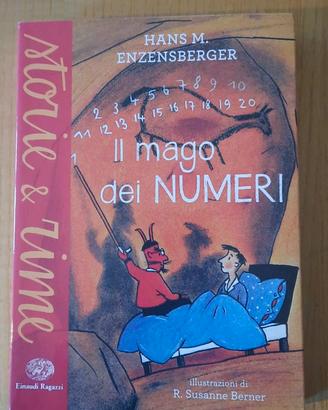 storie & rime
HANS M.
ENZENSBERGER
1 2 3 4 5 6 7 8 9 10
11 12 13 14 15 16 17 18 19 20
Il mago
dei NUMERI
illustrazioni di
R. Susanne Berner
Einaudi Ragazzi